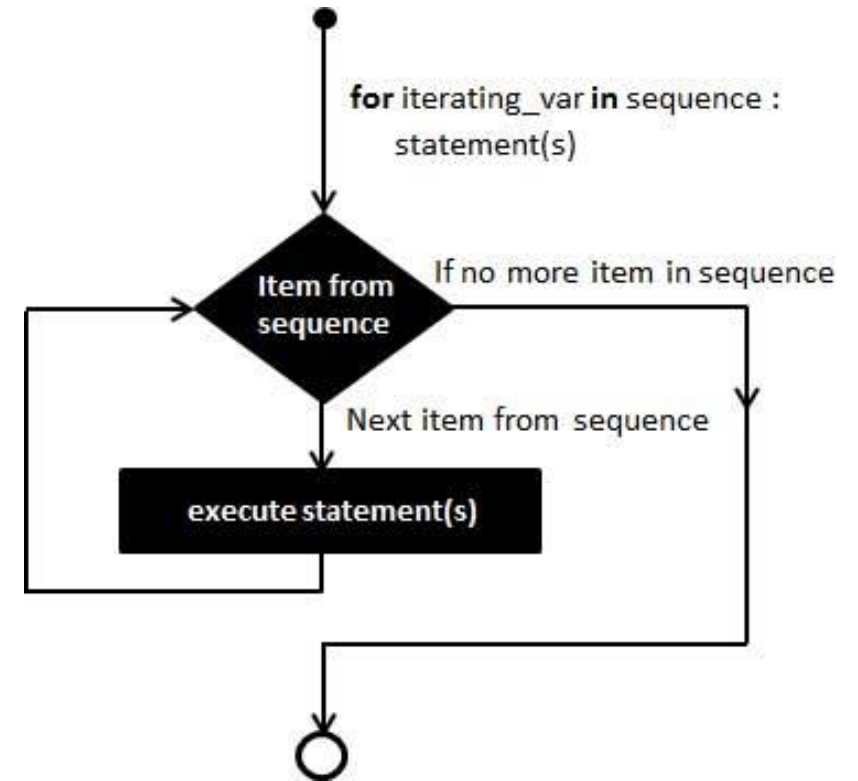 for iterating_var in sequence :
statement(s)
If no more item in sequence
Item from
sequence
Next item from sequence
execute statement(s)